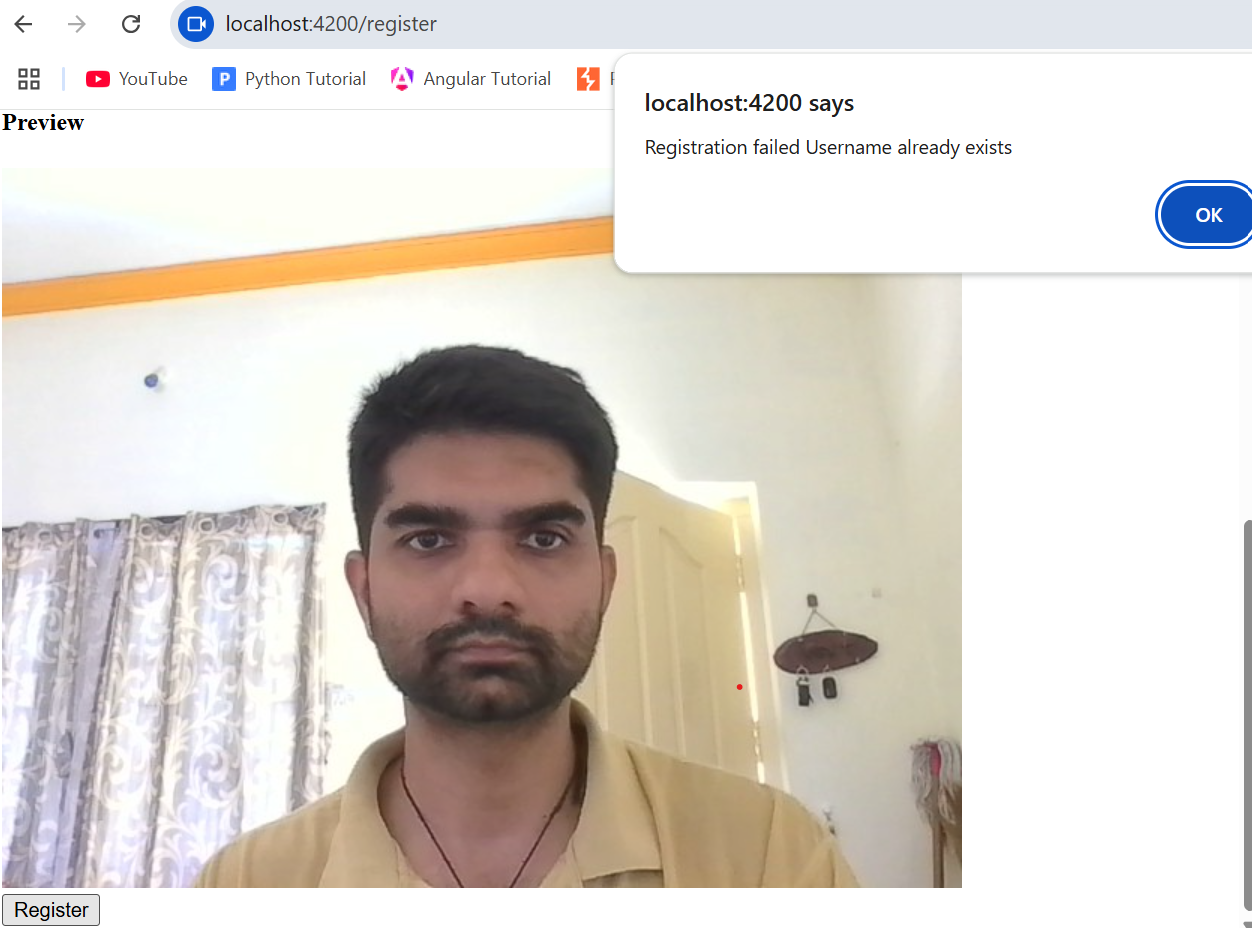 localhost:4200/register
YouTube
P Python Tutorial
Angular Tutorial
Preview
localhost:4200 says
Registration failed Username already exists
OK
Register